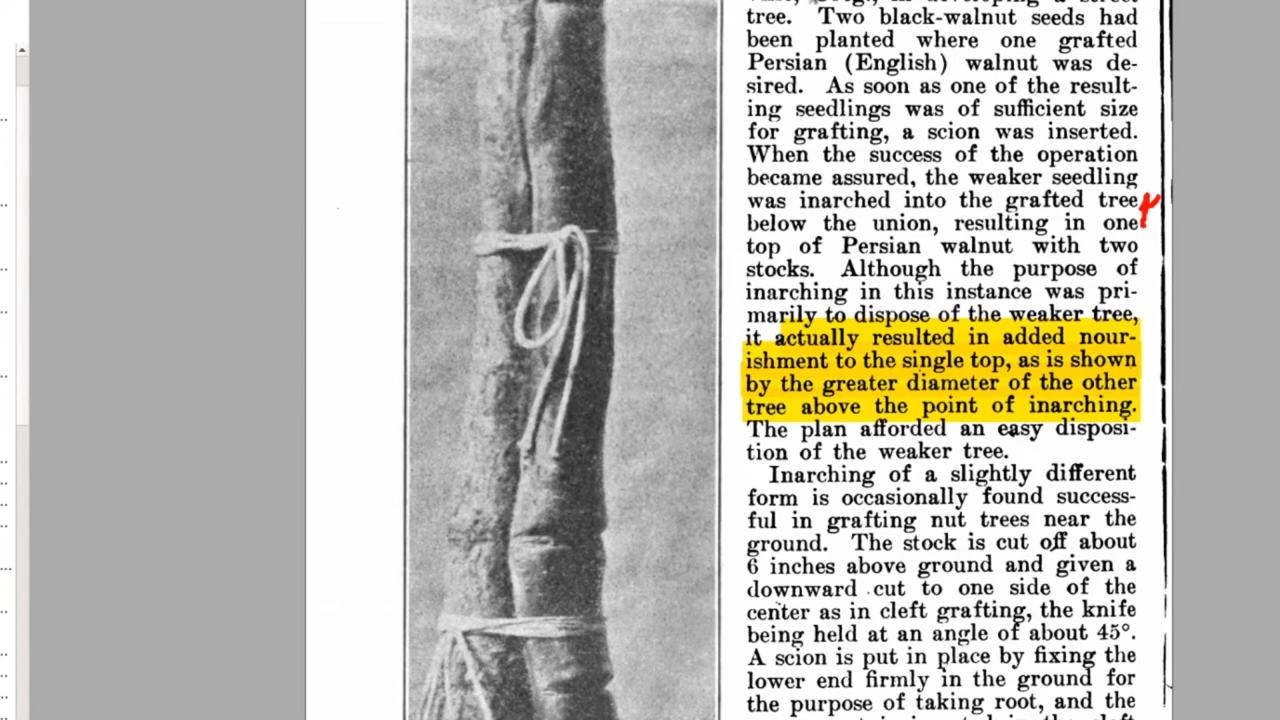 tree. Two black-walnut seeds had
been planted where one grafted
Persian (English) walnut was de-
sired. As soon as one of the result-
ing seedlings was of sufficient size
for grafting, a scion was inserted.
When the success of the operation
became assured, the weaker seedling
was inarched into the grafted tree
below the union, resulting in one
top of Persian walnut with two
stocks. Although the purpose of
inarching in this instance was pri-
marily to dispose of the weaker tree,
it actually resulted in added nour-
ishment to the single top, as is shown
by the greater diameter of the other
tree above the point of inarching.
The plan afforded an easy disposi-
tion of the weaker tree.
Inarching of a slightly different
form is occasionally found success-
ful in grafting nut trees near the
ground. The stock is cut off about
6 inches above ground and given a
downward cut to one side of the
center as in cleft grafting, the knife
being held at an angle of about 45°.
A scion is put in place by fixing the
lower end firmly in the ground for
the purpose of taking root, and the